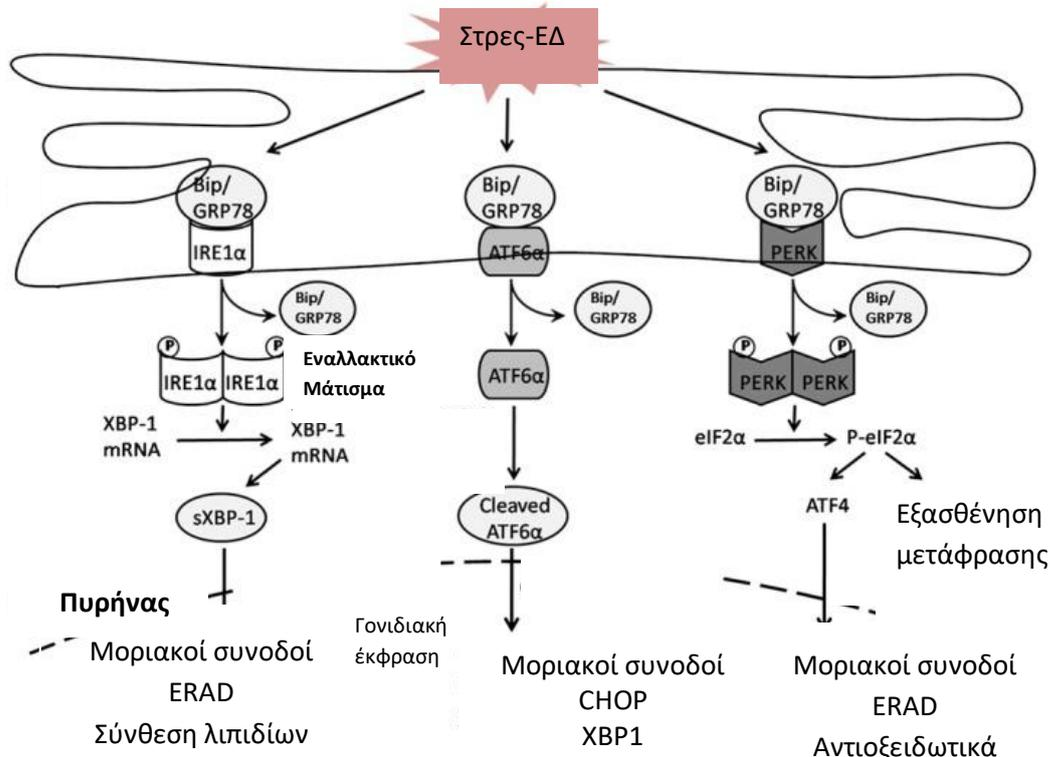 Στρες-ΕΔ
Bip/
GRP78
IRE1α
Bip/
GRP78
ATF6α
Bip/
GRP78
PERK
Bip/
GRP78
Bip/
GRP78
Bip/
GRP78
P
P
IRE1α
IRE1α
Εναλλακτικό
Μάτισμα
ATF6α
P
P
PERK
PERK
XBP-1
mRNA
XBP-1
mRNA
eIF2α
P-eIF2α
sXBP-1
Cleaved
ATF6α
ATF4
Εξασθένηση
μετάφρασης
Πυρήνας
Γονιδιακή
έκφραση
Μοριακοί συνοδοί
ERAD
Σύνθεση λιπιδίων
Μοριακοί συνοδοί
CHOP
XBP1
Μοριακοί συνοδοί
ERAD
Αντιοξειδωτικά